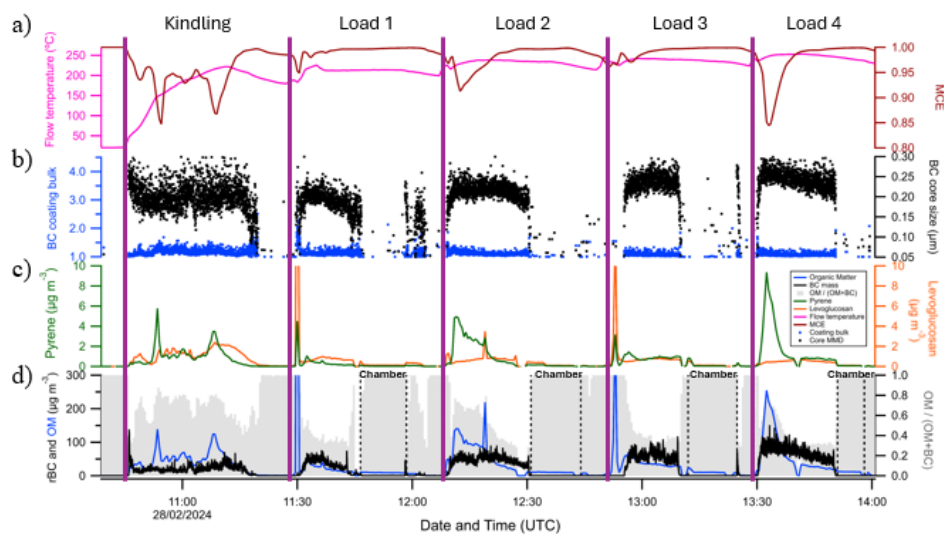 a) Kindling Load 1 Load 2 Load 3 Load 4
Flow temperature (°C)
250
200
150
100
50
1.00
0.95
0.90
0.85
0.80
MCE
b)
BC coating bulk
4.0
3.0
2.0
1.0
0.30
0.25
0.20
0.15
0.10
0.05
BC core size (µm)
c)
Pyrene (µg m-3)
10
8
6
4
2
0
Organic Matter
BC mass
OM / (OM+BC)
Pyrene
Levoglucosan
Flow temperature
MCE
Coating bulk
Core MMD
10
8
6
4
2
0
Levoglucosan
(µg m-3)
d)
rBC and OM (µg m-3)
300
200
100
0
Chamber Chamber Chamber Chamber
1.0
0.8
0.6
0.4
0.2
0.0
OM / (OM+BC)
11:00 11:30 12:00 12:30 13:00 13:30 14:00
28/02/2024
Date and Time (UTC)